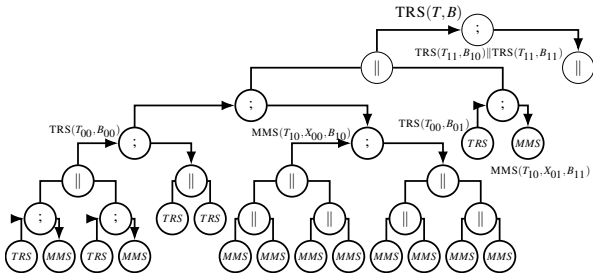 TRS(T, B)
;
TRS(T₁₁,B₁₀)||TRS(T₁₁,B₁₁)
|| ||
; ;
TRS(T₀₀,B₀₀) MMS(T₁₀,X₀₀,B₁₀) TRS(T₀₀,B₀₁)
; ; TRS MMS
MMS(T₁₀,X₀₁,B₁₁)
|| || || ||
; ; TRS TRS || || || ||
TRS MMS TRS MMS MMS MMS MMS MMS MMS MMS MMS MMS